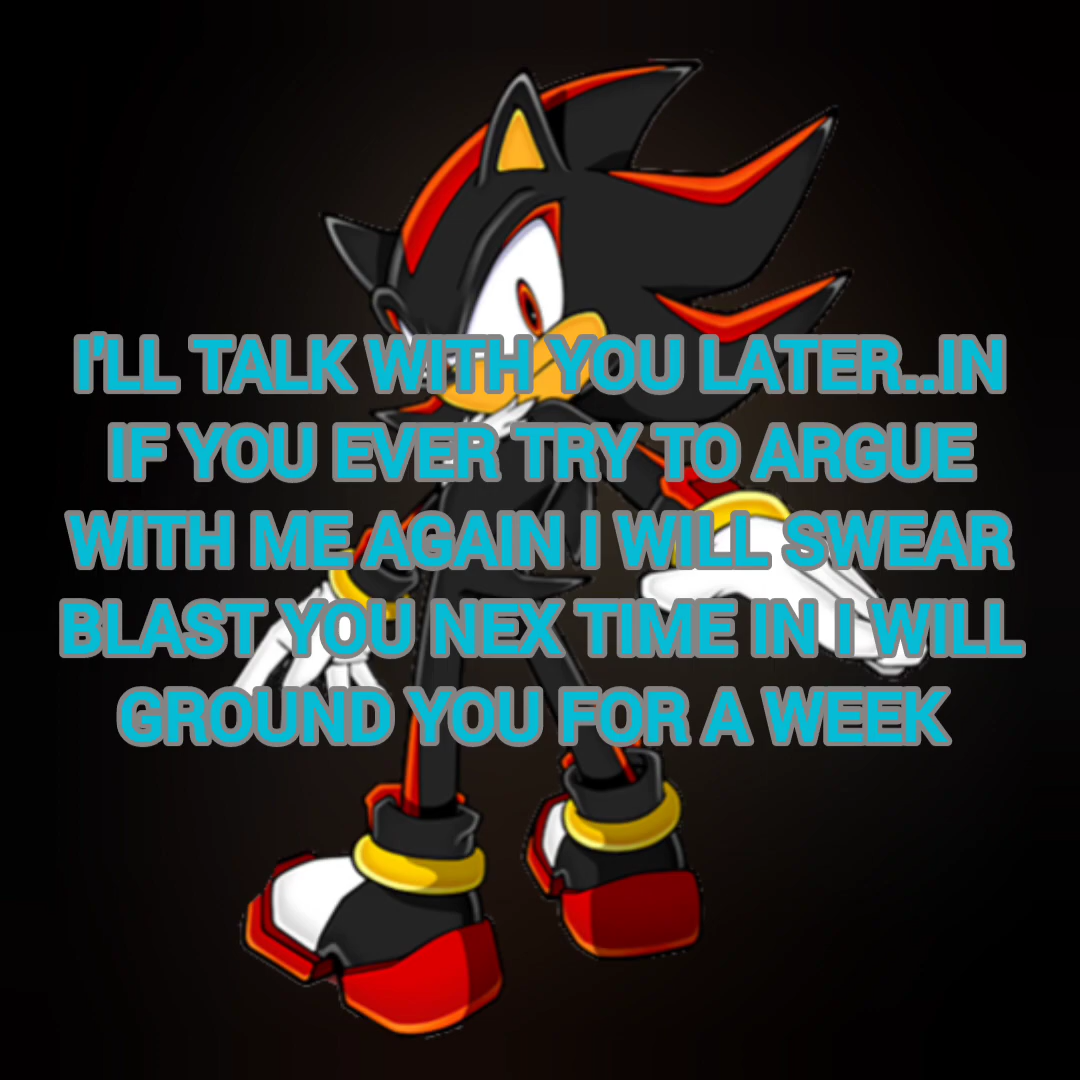 I'LL TALK WITH YOU LATER..IN
IF YOU EVER TRY TO ARGUE
WITH ME AGAIN I WILL SWEAR
BLAST YOU NEX TIME IN I WILL
GROUND YOU FOR A WEEK